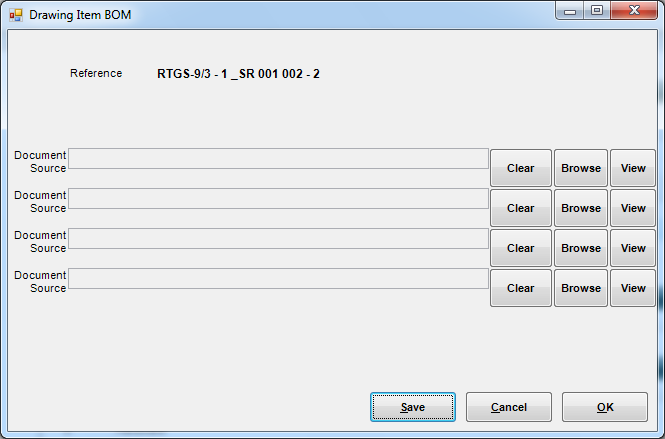 Drawing Item BOM
Reference RTGS-9/3 - 1 _SR 001 002 - 2
Document
Source
Clear Browse View
Document
Source
Clear Browse View
Document
Source
Clear Browse View
Document
Source
Clear Browse View
Save Cancel OK